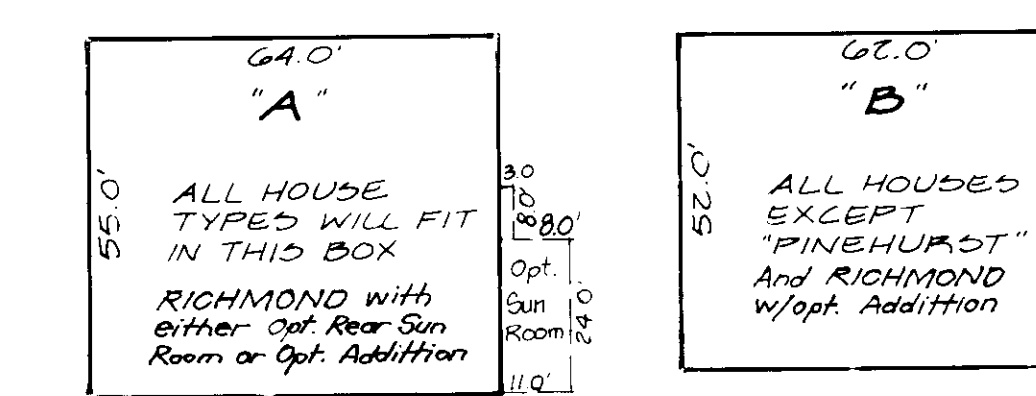 64.0'
"A"
55.0'
ALL HOUSE
TYPES WILL FIT
IN THIS BOX
RICHMOND with
either Opt. Rear Sun
Room or Opt. Addittion
3.0
8.0'
8.0'
Opt.
Sun
Room
24.0'
11.0'
62.0'
"B"
52.0'
ALL HOUSES
EXCEPT
"PINEHURST"
And RICHMOND
w/opt. Addittion